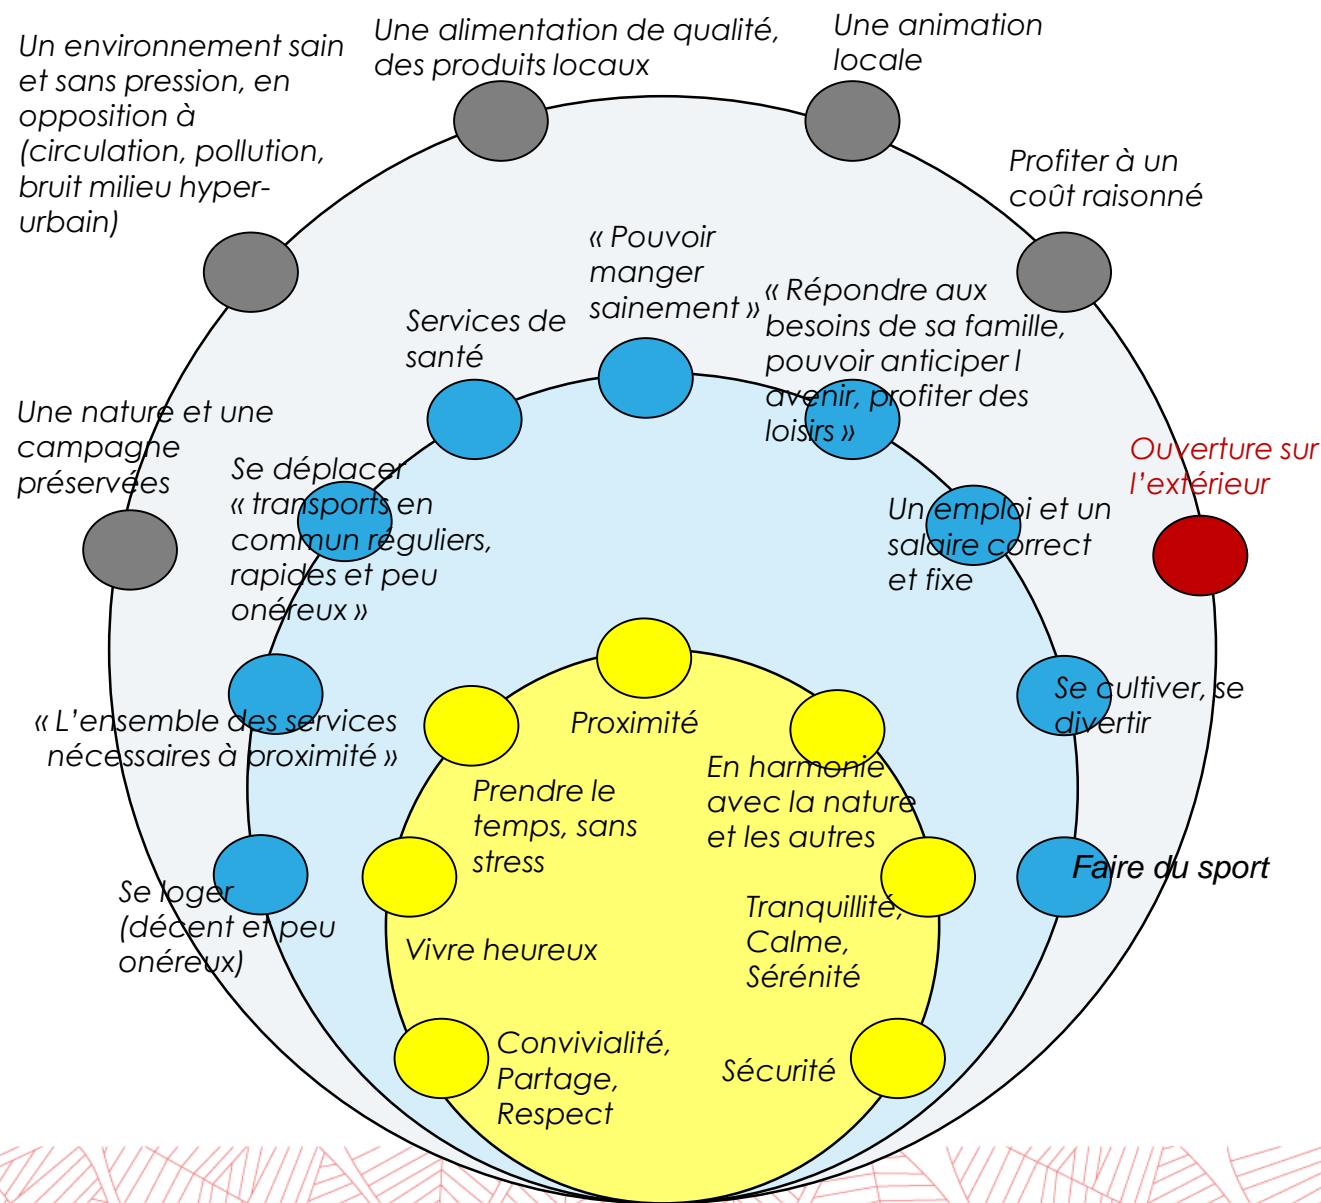 Un environnement sain
et sans pression, en
opposition à
(circulation, pollution,
bruit milieu hyper-
urbain)
Une alimentation de qualité,
des produits locaux
Une animation
locale
Profiter à un
coût raisonné
« Pouvoir
manger
sainement »
« Répondre aux
besoins de sa famille,
pouvoir anticiper l
avenir, profiter des
loisirs »
Services de
santé
Une nature et une
campagne
préservées
Se déplacer
« transports en
commun réguliers,
rapides et peu
onéreux »
Ouverture sur
l’extérieur
Un emploi et un
salaire correct
et fixe
« L’ensemble des services
nécessaires à proximité »
Proximité
Se cultiver, se
divertir
Prendre le
temps, sans
stress
En harmonie
avec la nature
et les autres
Se loger
(décent et peu
onéreux)
Faire du sport
Vivre heureux
Tranquillité,
Calme,
Sérénité
Convivialité,
Partage,
Respect
Sécurité